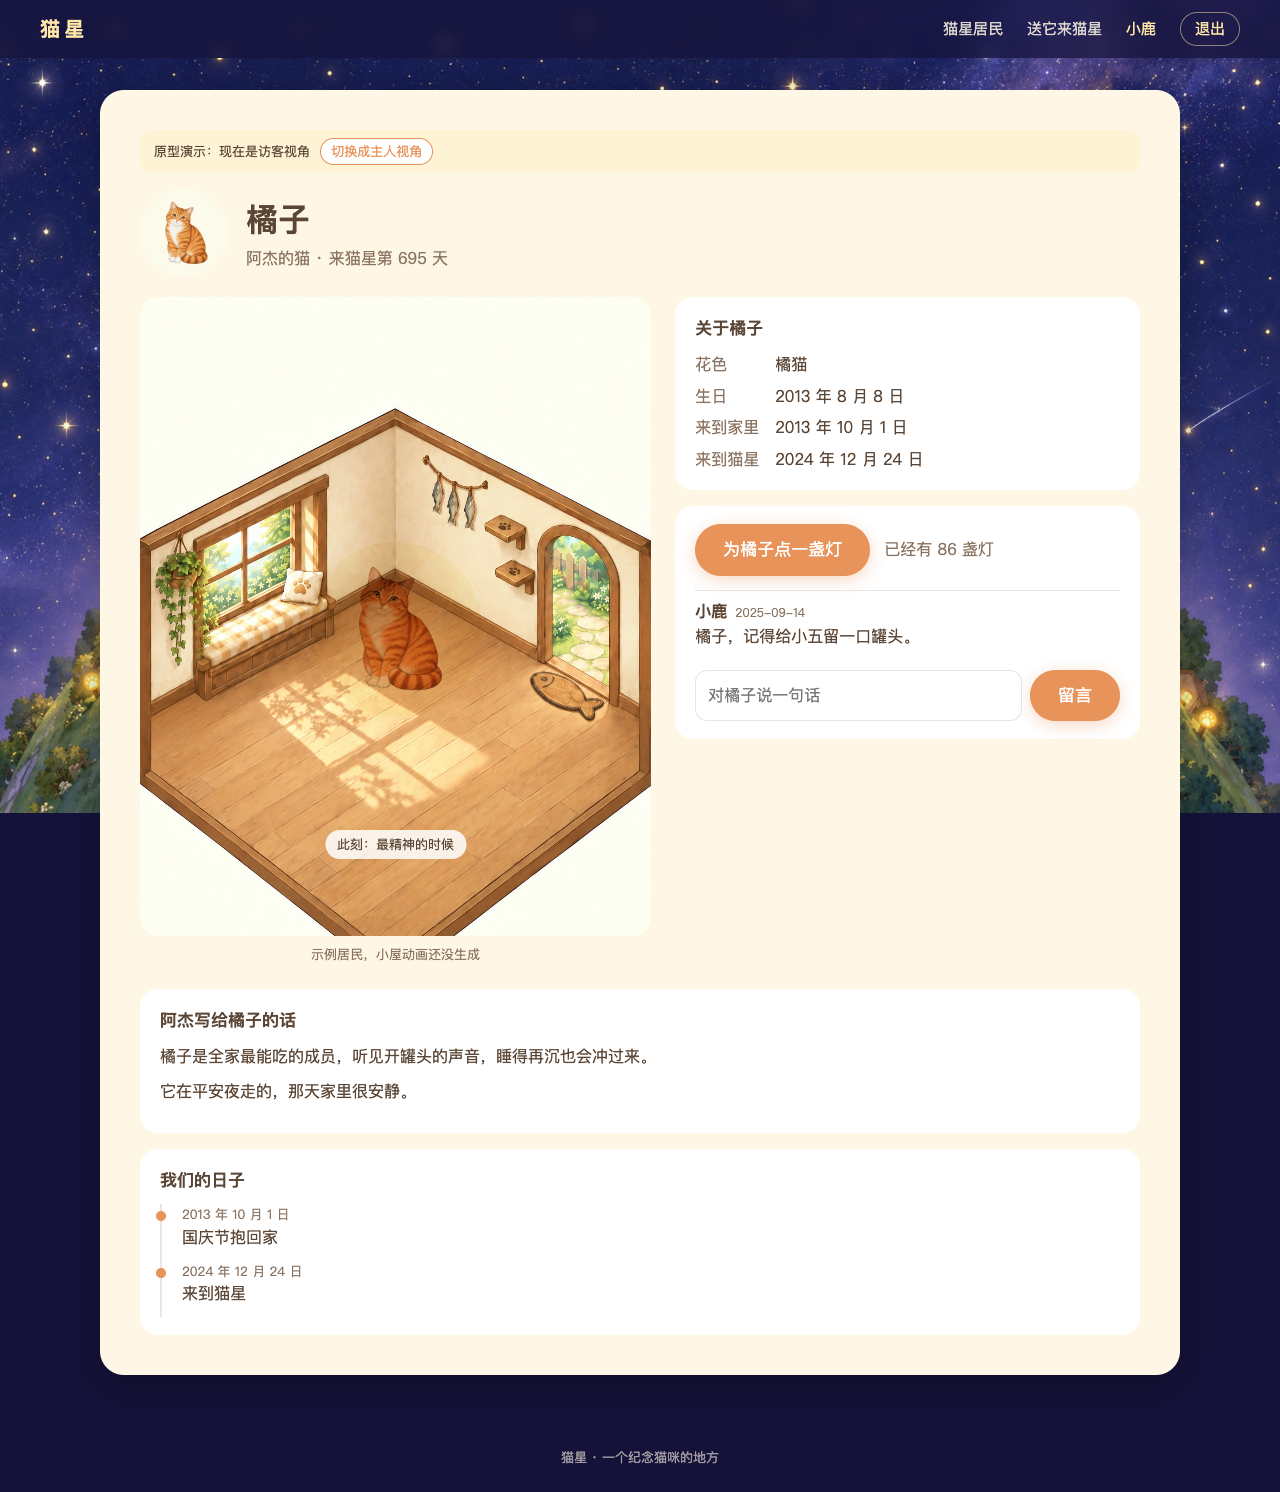 猫星
猫星居民 送它来猫星 小鹿 退出
原型演示：现在是访客视角 切换成主人视角
橘子
阿杰的猫 · 来猫星第 695 天
关于橘子
花色 橘猫
生日 2013 年 8 月 8 日
来到家里 2013 年 10 月 1 日
来到猫星 2024 年 12 月 24 日
为橘子点一盏灯 已经有 86 盏灯
小鹿 2025-09-14
橘子，记得给小五留一口罐头。
对橘子说一句话 留言
此刻：最精神的时候
示例居民，小屋动画还没生成
阿杰写给橘子的话
橘子是全家最能吃的成员，听见开罐头的声音，睡得再沉也会冲过来。
它在平安夜走的，那天家里很安静。
我们的日子
2013 年 10 月 1 日
国庆节抱回家
2024 年 12 月 24 日
来到猫星
猫星 · 一个纪念猫咪的地方